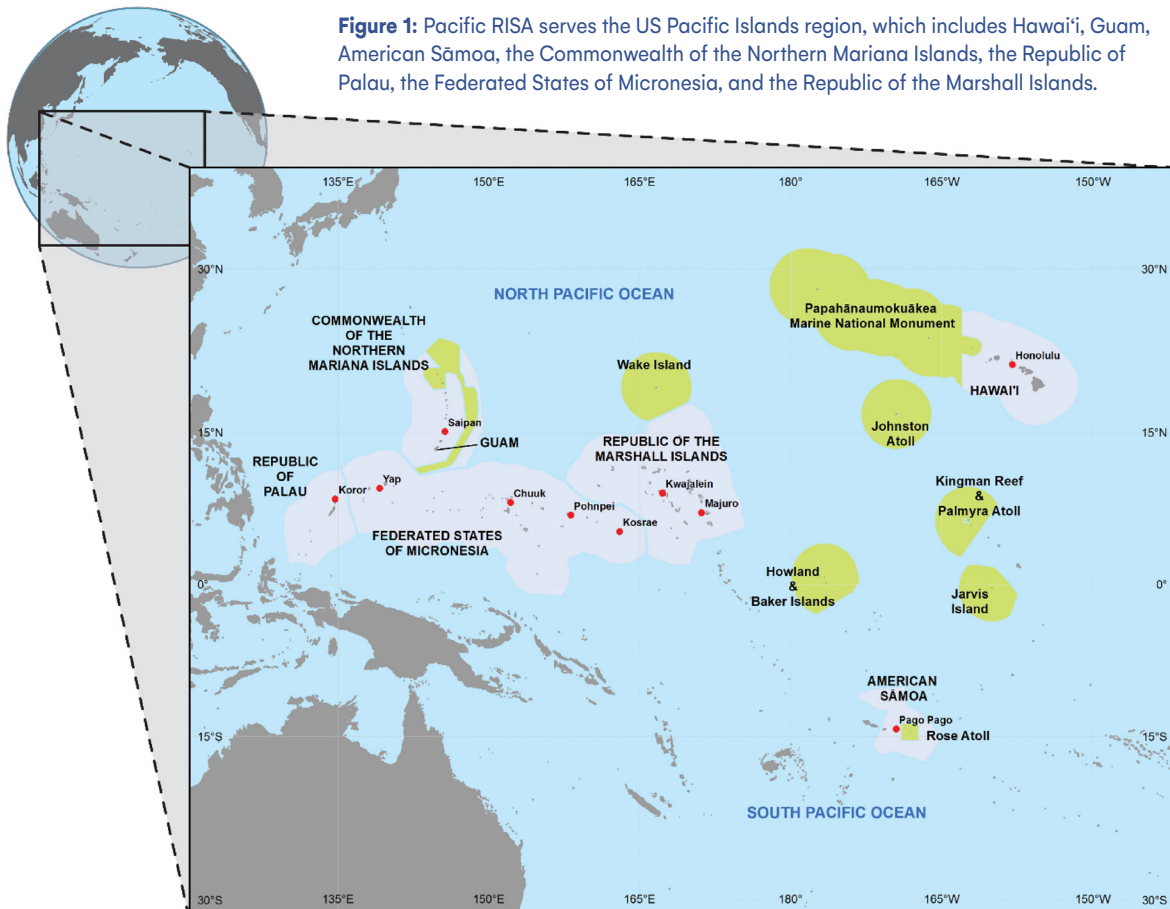 Figure 1: Pacific RISA serves the US Pacific Islands region, which includes Hawai‘i, Guam,
American Sāmoa, the Commonwealth of the Northern Mariana Islands, the Republic of
Palau, the Federated States of Micronesia, and the Republic of the Marshall Islands.
135°E
150°E
165°E
180°
165°W
150°W
30°N
30°N
NORTH PACIFIC OCEAN
Papahānaumokuākea
Marine National Monument
COMMONWEALTH
OF THE
NORTHERN
MARIANA ISLANDS
Wake Island
Honolulu
HAWAI'I
Johnston
Atoll
15°N
15°N
Saipan
GUAM
REPUBLIC OF THE
MARSHALL ISLANDS
REPUBLIC
OF
PALAU
Koror
Yap
Chuuk
Pohnpei
Kosrae
Kwajalein
Majuro
FEDERATED STATES
OF MICRONESIA
Kingman Reef
&
Palmyra Atoll
Howland
&
Baker Islands
Jarvis
Island
0°
0°
AMERICAN
SĀMOA
Pago Pago
Rose Atoll
15°S
15°S
SOUTH PACIFIC OCEAN
30°S
135°E
150°E
165°E
180°
165°W
150°W
30°S